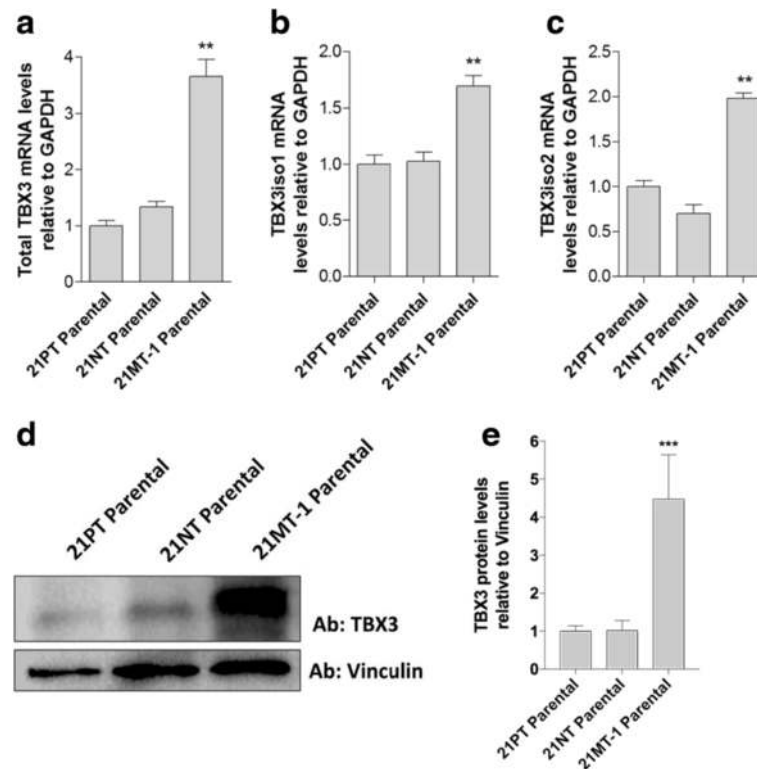 a
Total TBX3 mRNA levels
relative to GAPDH
4
3
2
1
0
**
21PT Parental
21NT Parental
21MT-1 Parental
b
TBX3iso1 mRNA
levels relative to GAPDH
2.0
1.5
1.0
0.5
0.0
**
21PT Parental
21NT Parental
21MT-1 Parental
c
TBX3iso2 mRNA
levels relative to GAPDH
2.5
2.0
1.5
1.0
0.5
0.0
**
21PT Parental
21NT Parental
21MT-1 Parental
d
21PT Parental
21NT Parental
21MT-1 Parental
Ab: TBX3
Ab: Vinculin
e
TBX3 protein levels
relative to Vinculin
6
5
4
3
2
1
0
***
21PT Parental
21NT Parental
21MT-1 Parental